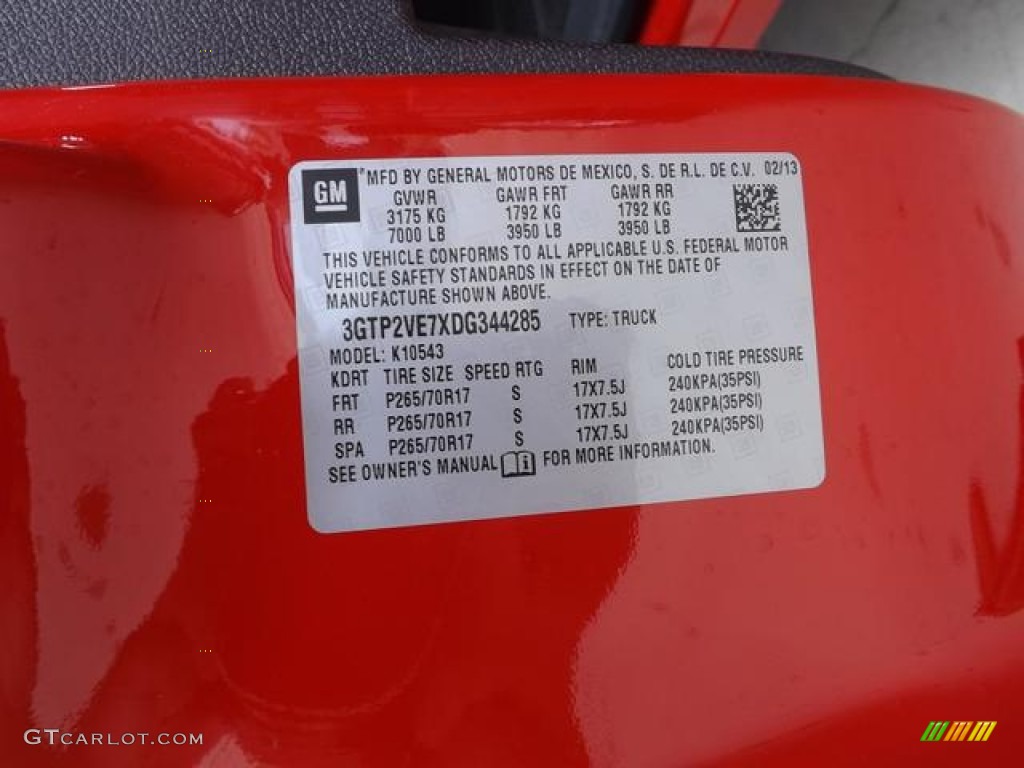 GM
MFD BY GENERAL MOTORS DE MEXICO, S. DE R.L. DE C.V. 02/13
GVWR GAWR FRT GAWR RR
3175 KG 1792 KG 1792 KG
7000 LB 3950 LB 3950 LB
THIS VEHICLE CONFORMS TO ALL APPLICABLE U.S. FEDERAL MOTOR
VEHICLE SAFETY STANDARDS IN EFFECT ON THE DATE OF
MANUFACTURE SHOWN ABOVE.
3GTP2VE7XDG344285 TYPE: TRUCK
MODEL: K10543
KDRT TIRE SIZE SPEED RTG RIM COLD TIRE PRESSURE
FRT P265/70R17 S 17X7.5J 240KPA(35PSI)
RR P265/70R17 S 17X7.5J 240KPA(35PSI)
SPA P265/70R17 S 17X7.5J 240KPA(35PSI)
SEE OWNER'S MANUAL i FOR MORE INFORMATION.
GTCARLOT.COM